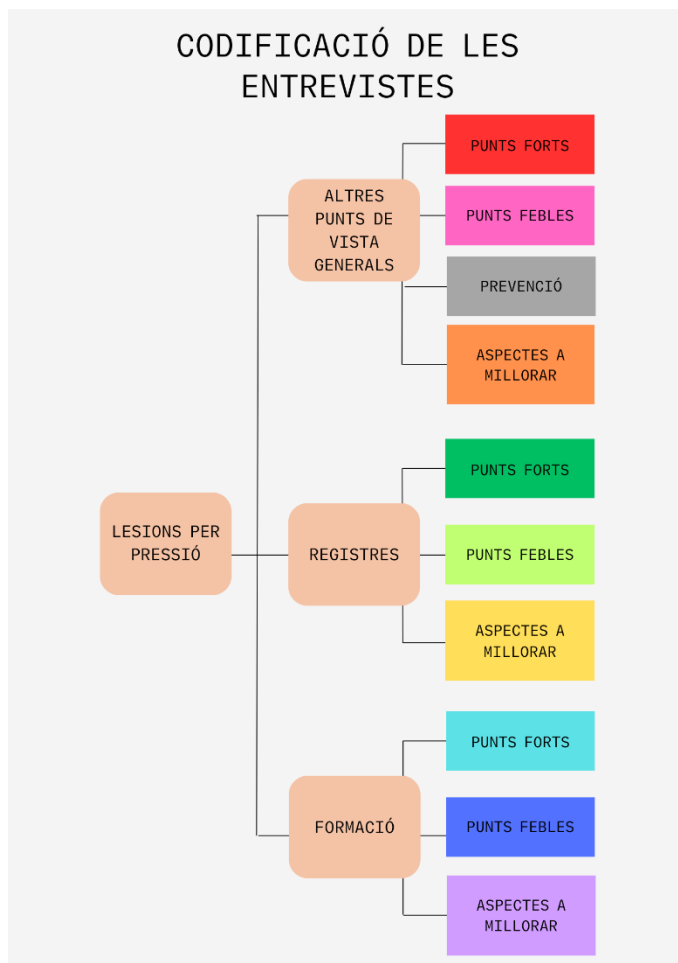 CODIFICACIÓ DE LES
ENTREVISTES
LESIONS PER
PRESSIÓ
ALTRES
PUNTS DE
VISTA
GENERALS
PUNTS FORTS
PUNTS FEBLES
PREVENCIÓ
ASPECTES A
MILLORAR
REGISTRES
PUNTS FORTS
PUNTS FEBLES
ASPECTES A
MILLORAR
FORMACIÓ
PUNTS FORTS
PUNTS FEBLES
ASPECTES A
MILLORAR